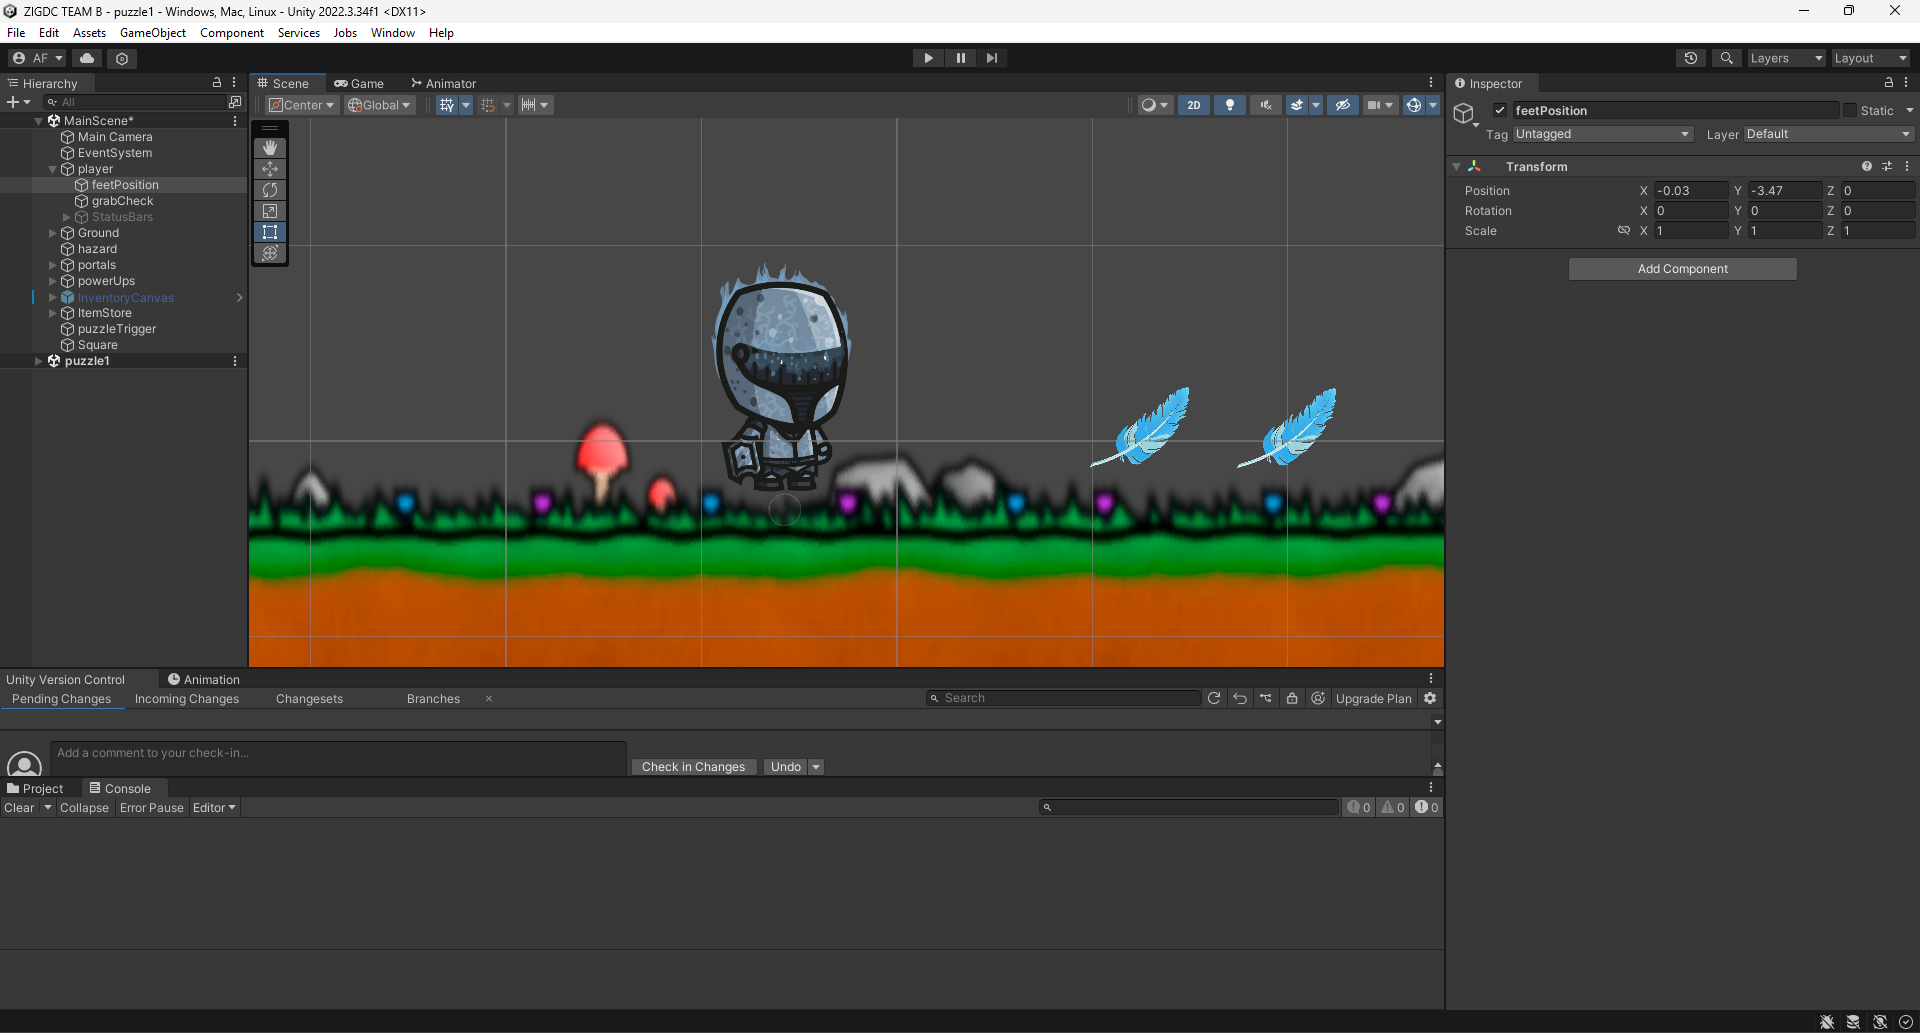 ZIGDC TEAM B - puzzle1 - Windows, Mac, Linux - Unity 2022.3.34f1 <DX11>
File Edit Assets GameObject Component Services Jobs Window Help
AF
Layers Layout
Hierarchy
All
MainScene*
Main Camera
EventSystem
player
feetPosition
grabCheck
StatusBars
Ground
hazard
portals
powerUps
InventoryCanvas
ItemStore
puzzleTrigger
Square
puzzle1
Scene Game Animator
Center Global 2D
Inspector
feetPosition Static
Tag Untagged Layer Default
Transform
Position X -0.03 Y -3.47 Z 0
Rotation X 0 Y 0 Z 0
Scale X 1 Y 1 Z 1
Add Component
Unity Version Control Animation
Pending Changes Incoming Changes Changesets Branches × Search Upgrade Plan
Add a comment to your check-in...
Check in Changes Undo
Project Console
Clear Collapse Error Pause Editor 0 0 0